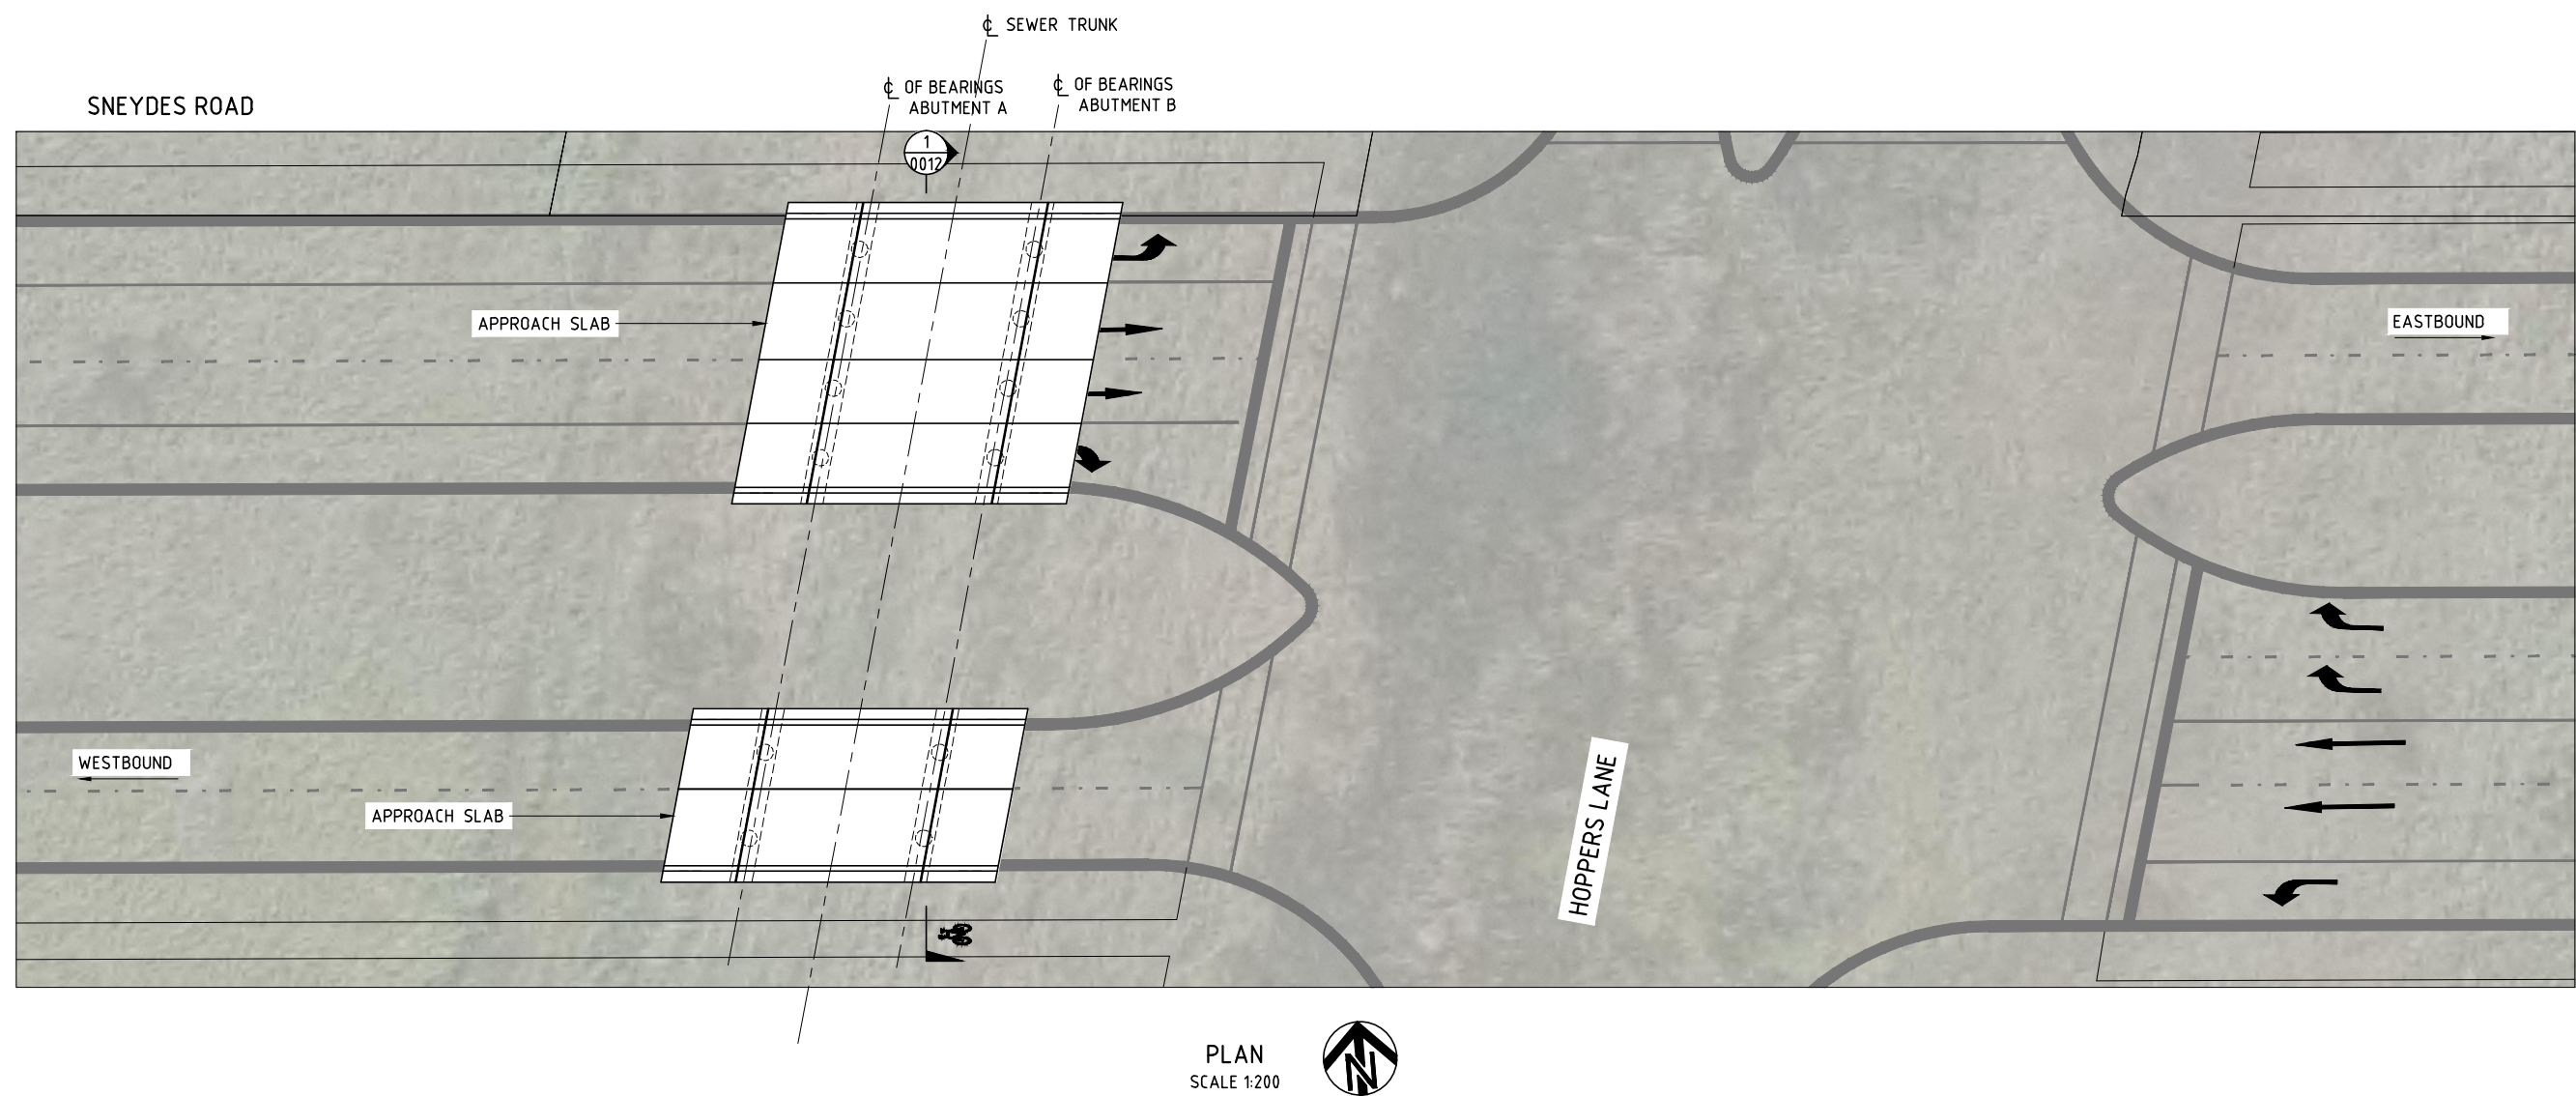 ℄ SEWER TRUNK
℄ OF BEARINGS
ABUTMENT A
℄ OF BEARINGS
ABUTMENT B
SNEYDES ROAD
1
0012
APPROACH SLAB
EASTBOUND
WESTBOUND
APPROACH SLAB
HOPPERS LANE
PLAN
SCALE 1:200
N